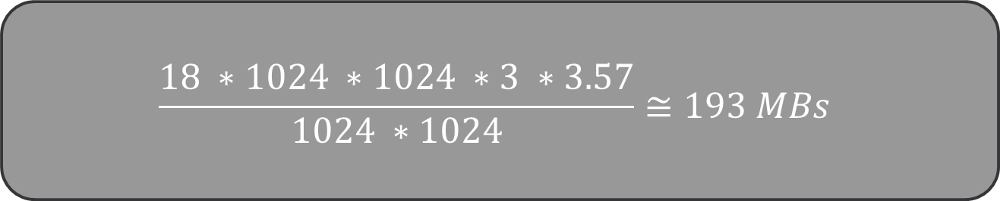 18 * 1024 * 1024 * 3 * 3.57
1024 * 1024
≅ 193 MBs